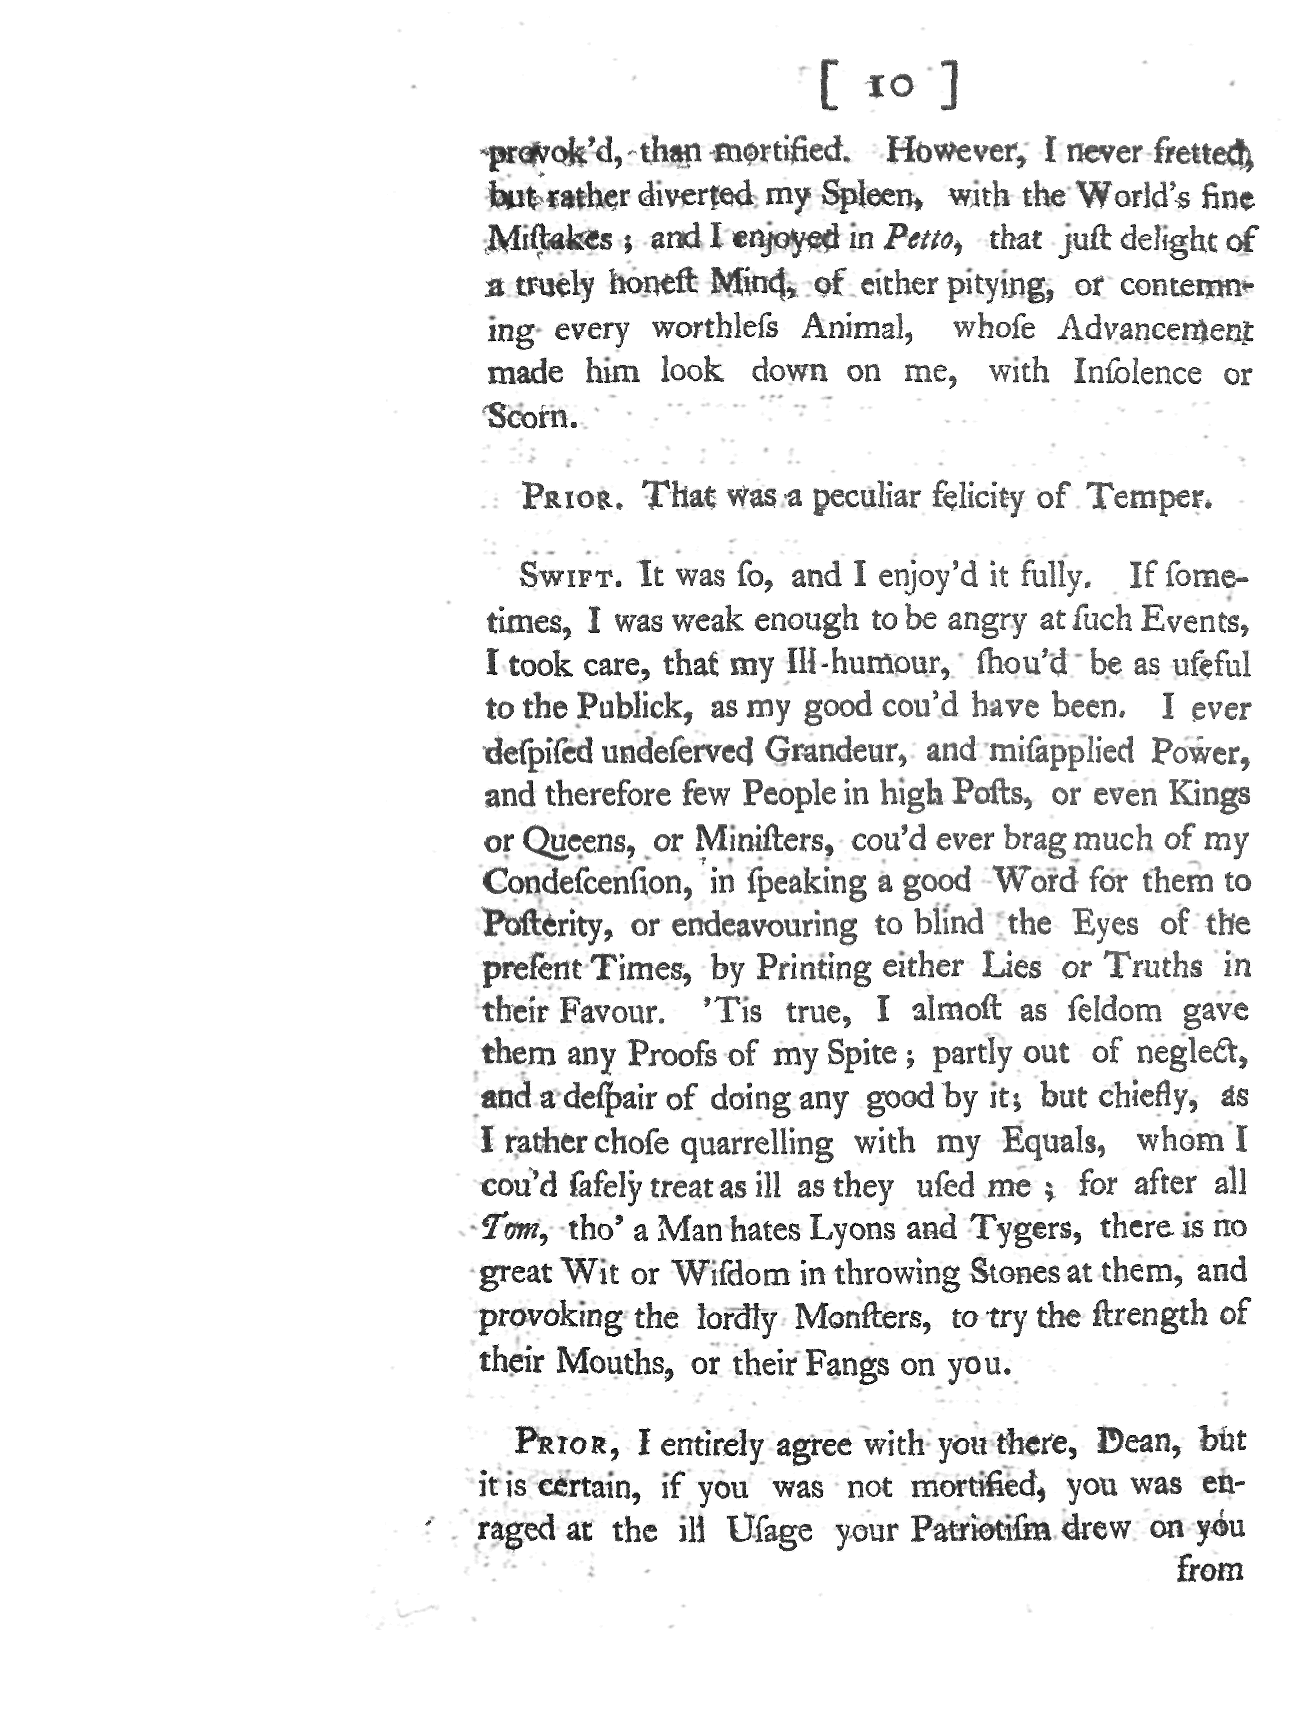 [ 10 ]
provok'd, than mortified. However, I never fretted,
but rather diverted my Spleen, with the World's fine
Miſtakes; and I enjoyed in Petto, that juſt delight of
a truely honeſt Mind, of either pitying, or contemn-
ing every worthleſs Animal, whoſe Advancement
made him look down on me, with Inſolence or
Scorn.
PRIOR. That was a peculiar felicity of Temper.
SWIFT. It was ſo, and I enjoy'd it fully. If ſome-
times, I was weak enough to be angry at ſuch Events,
I took care, that my Ill-humour, ſhou'd be as uſeful
to the Publick, as my good cou'd have been. I ever
deſpiſed undeſerved Grandeur, and miſapplied Power,
and therefore few People in high Poſts, or even Kings
or Queens, or Miniſters, cou'd ever brag much of my
Condeſcenſion, in ſpeaking a good Word for them to
Poſterity, or endeavouring to blind the Eyes of the
preſent Times, by Printing either Lies or Truths in
their Favour. 'Tis true, I almoſt as ſeldom gave
them any Proofs of my Spite; partly out of neglect,
and a deſpair of doing any good by it; but chiefly, as
I rather choſe quarrelling with my Equals, whom I
cou'd ſafely treat as ill as they uſed me; for after all
Tom, tho' a Man hates Lyons and Tygers, there is no
great Wit or Wiſdom in throwing Stones at them, and
provoking the lordly Monſters, to try the ſtrength of
their Mouths, or their Fangs on you.
PRIOR, I entirely agree with you there, Dean, but
it is certain, if you was not mortified, you was en-
raged at the ill Uſage your Patriotiſm drew on you
from